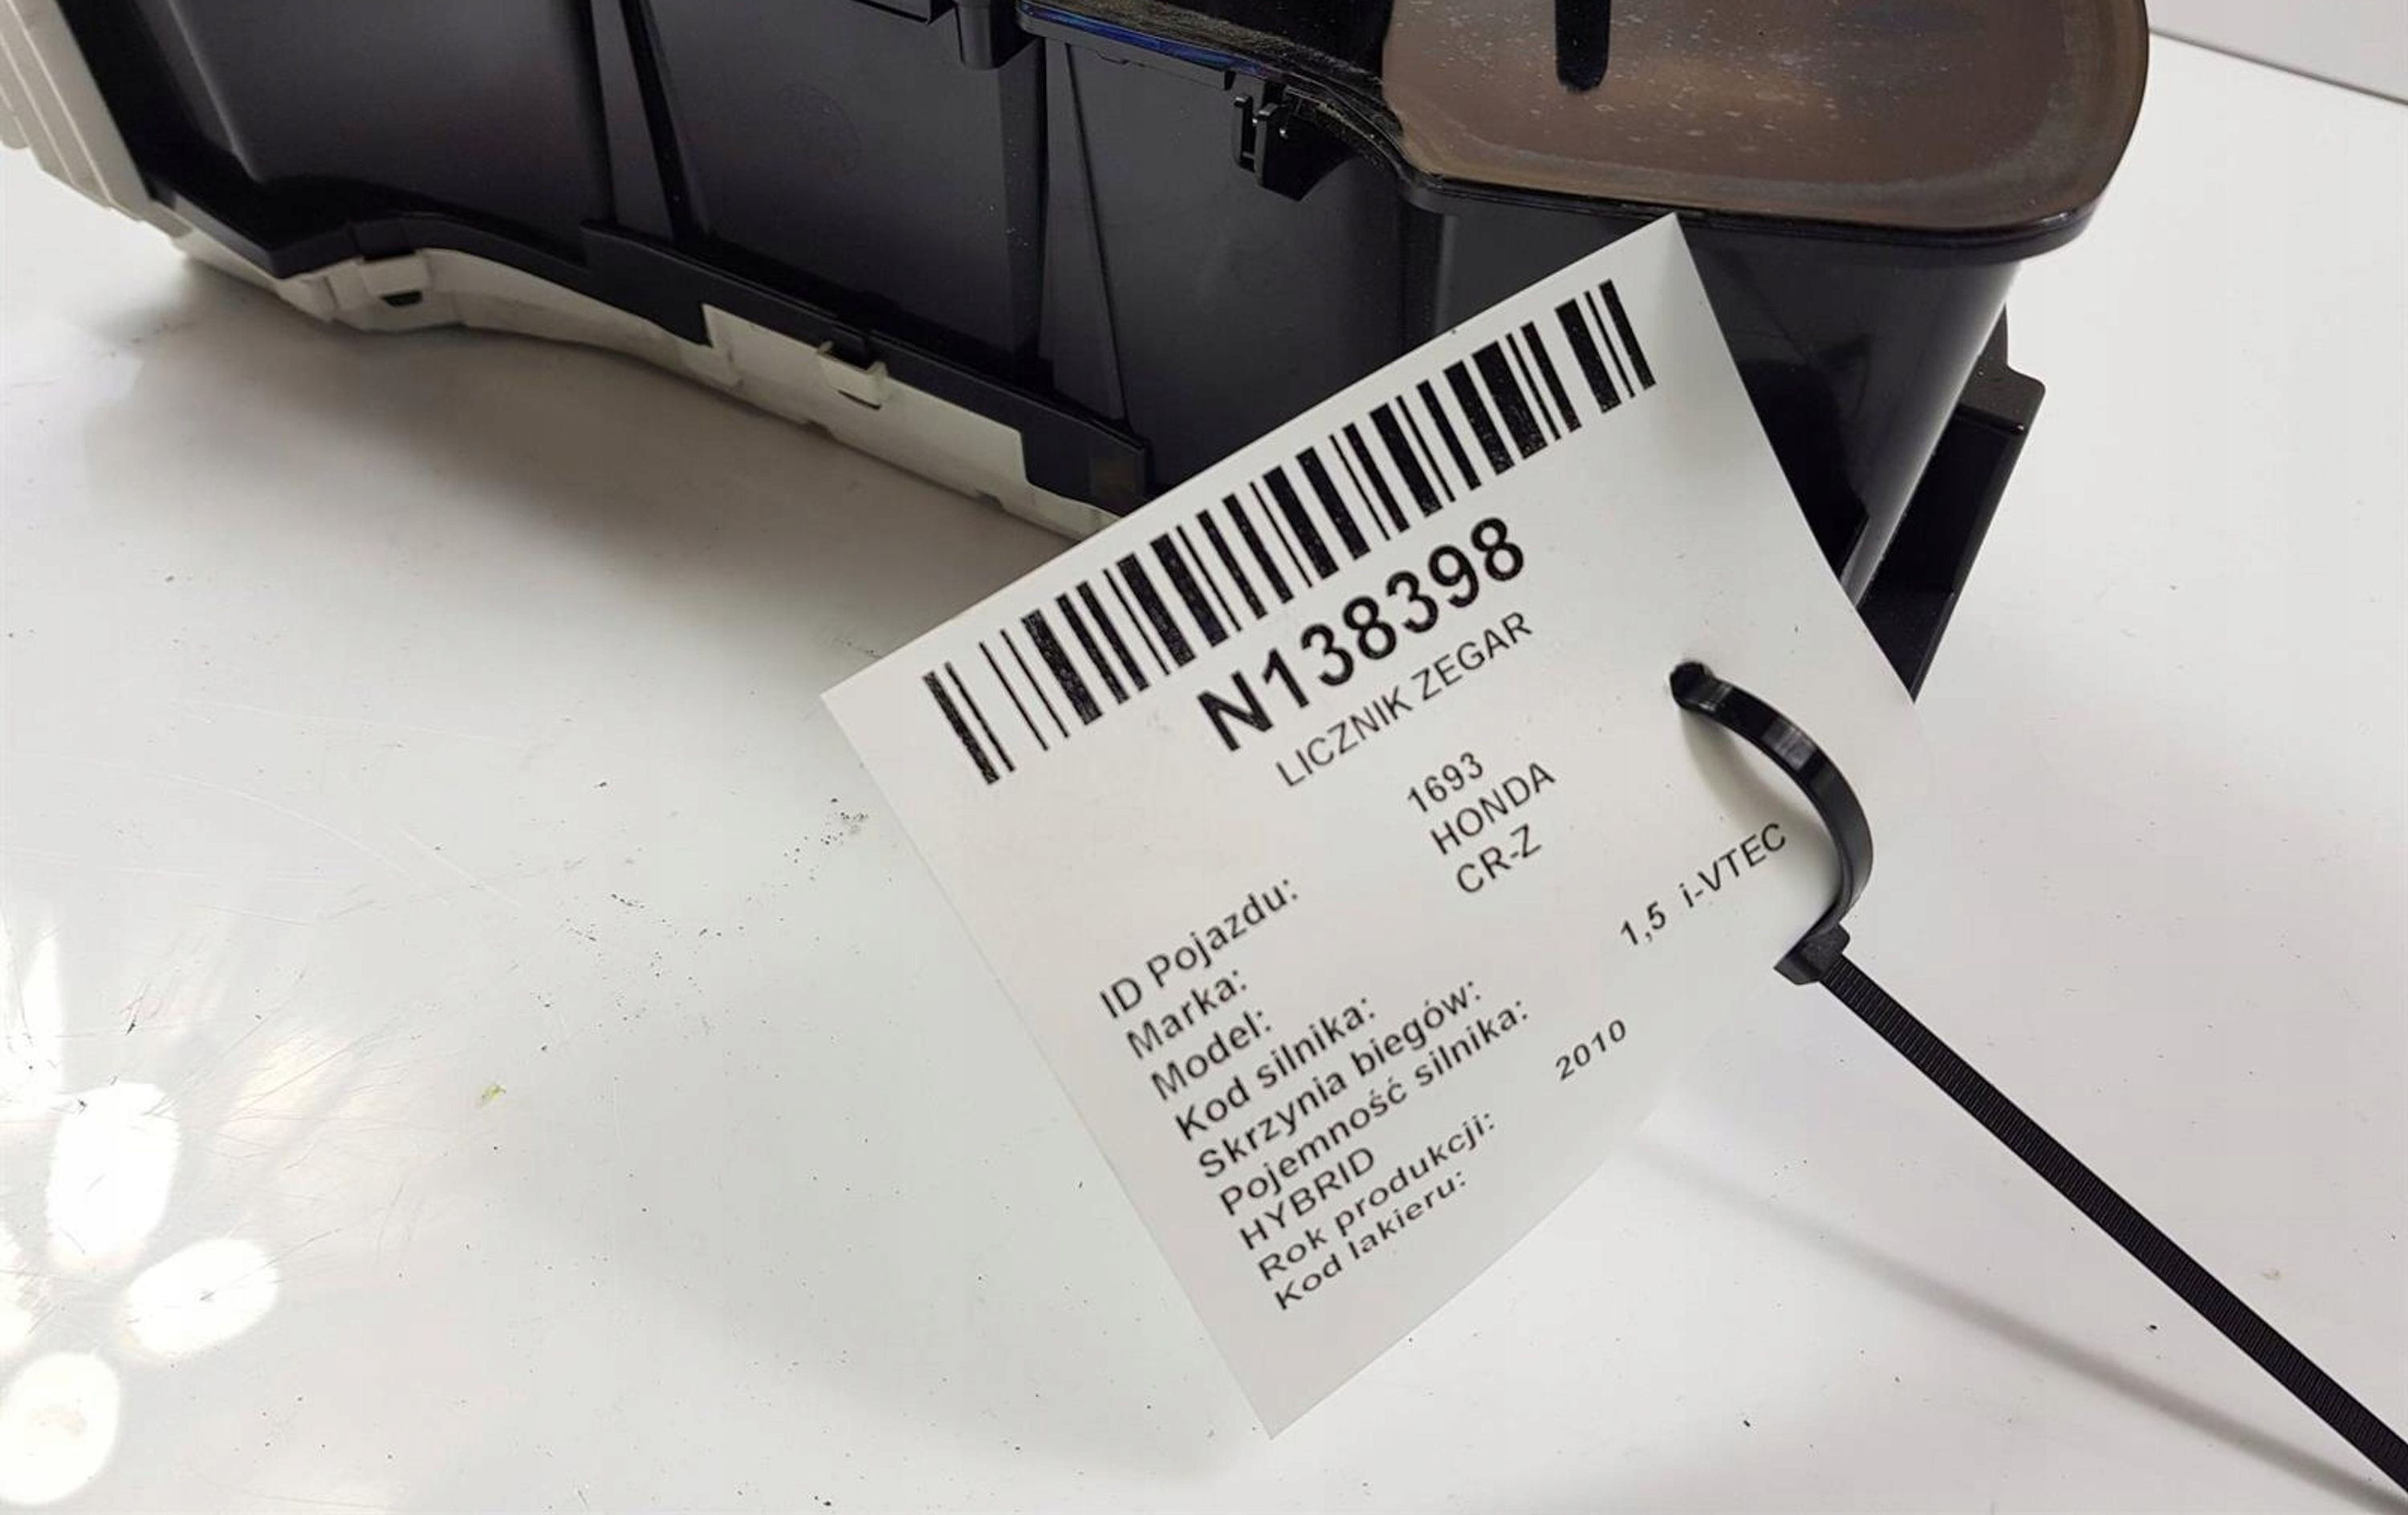 N138398
LICZNIK ZEGAR
ID Pojazdu: 1693
Marka: HONDA
Model: CR-Z
Kod silnika:
Skrzynia biegów:
Pojemność silnika: 1,5 i-VTEC
HYBRID
Rok produkcji: 2010
Kod lakieru: